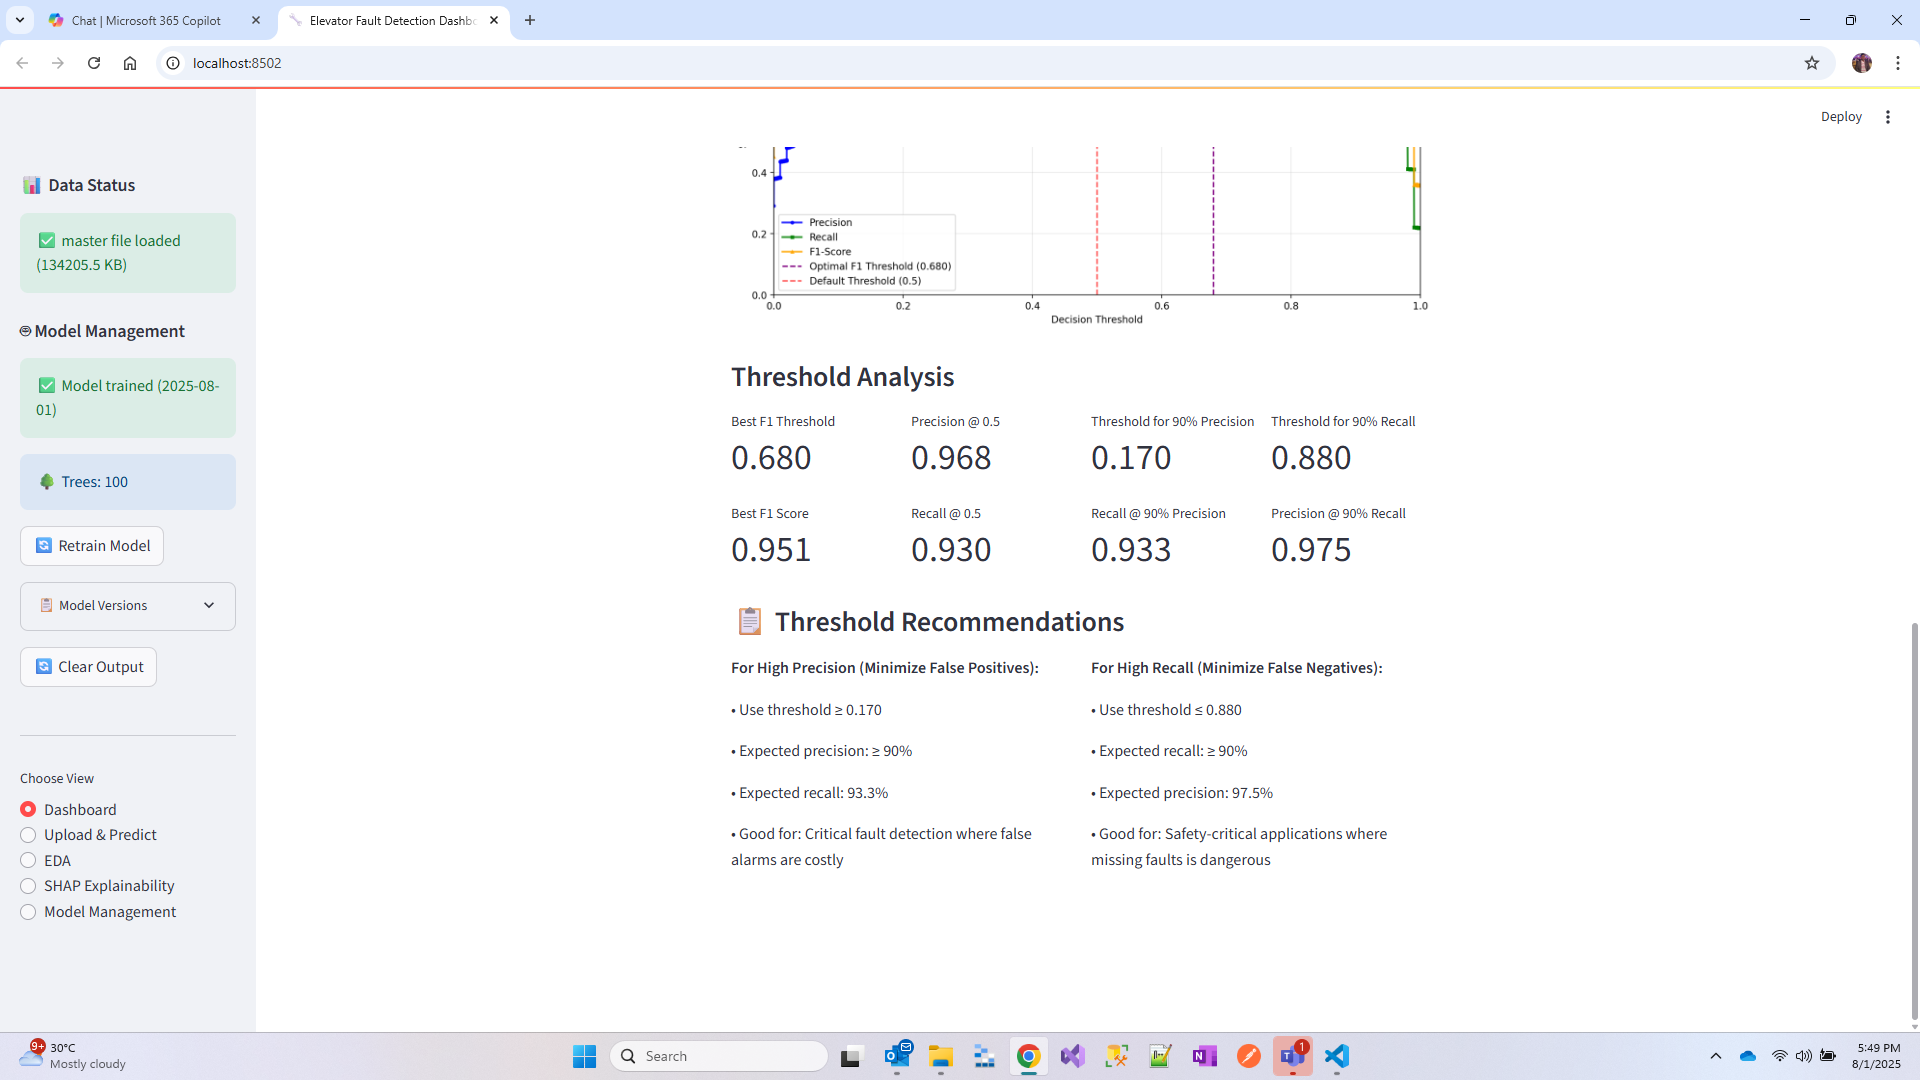 Chat | Microsoft 365 Copilot
Elevator Fault Detection Dashbo
localhost:8502
Deploy
Data Status
master file loaded
(134205.5 KB)
Model Management
Model trained (2025-08-
01)
Trees: 100
Retrain Model
Model Versions
Clear Output
Choose View
Dashboard
Upload & Predict
EDA
SHAP Explainability
Model Management
0.4
0.2
0.0
Precision
Recall
F1-Score
Optimal F1 Threshold (0.680)
Default Threshold (0.5)
0.0 0.2 0.4 0.6 0.8 1.0
Decision Threshold
Threshold Analysis
Best F1 Threshold Precision @ 0.5 Threshold for 90% Precision Threshold for 90% Recall
0.680 0.968 0.170 0.880
Best F1 Score Recall @ 0.5 Recall @ 90% Precision Precision @ 90% Recall
0.951 0.930 0.933 0.975
Threshold Recommendations
For High Precision (Minimize False Positives):
• Use threshold ≥ 0.170
• Expected precision: ≥ 90%
• Expected recall: 93.3%
• Good for: Critical fault detection where false
alarms are costly
For High Recall (Minimize False Negatives):
• Use threshold ≤ 0.880
• Expected recall: ≥ 90%
• Expected precision: 97.5%
• Good for: Safety-critical applications where
missing faults is dangerous
9+
30°C
Mostly cloudy
Search
1
5:49 PM
8/1/2025